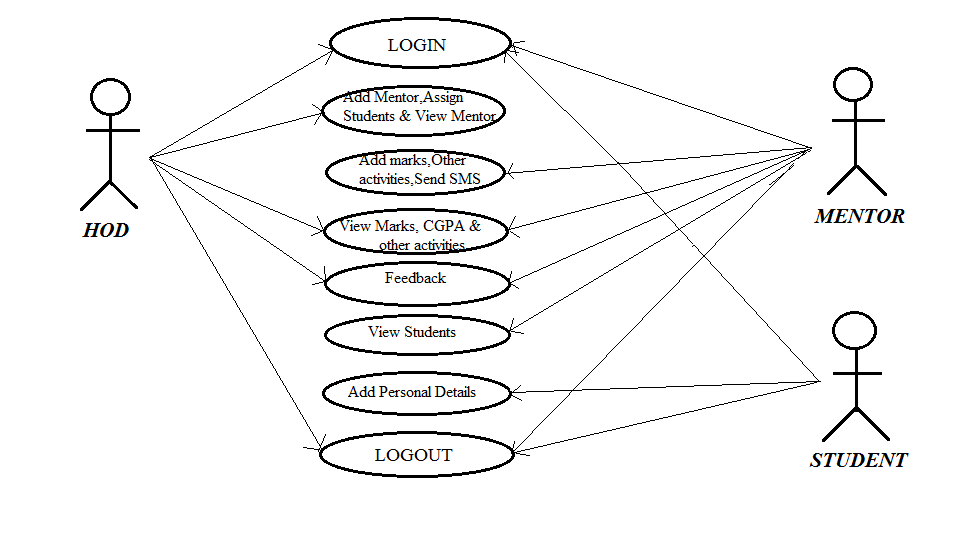 LOGIN
Add Mentor,Assign
Students & View Mentor
Add marks,Other
activities,Send SMS
View Marks, CGPA &
other activities
Feedback
View Students
Add Personal Details
LOGOUT
HOD
MENTOR
STUDENT